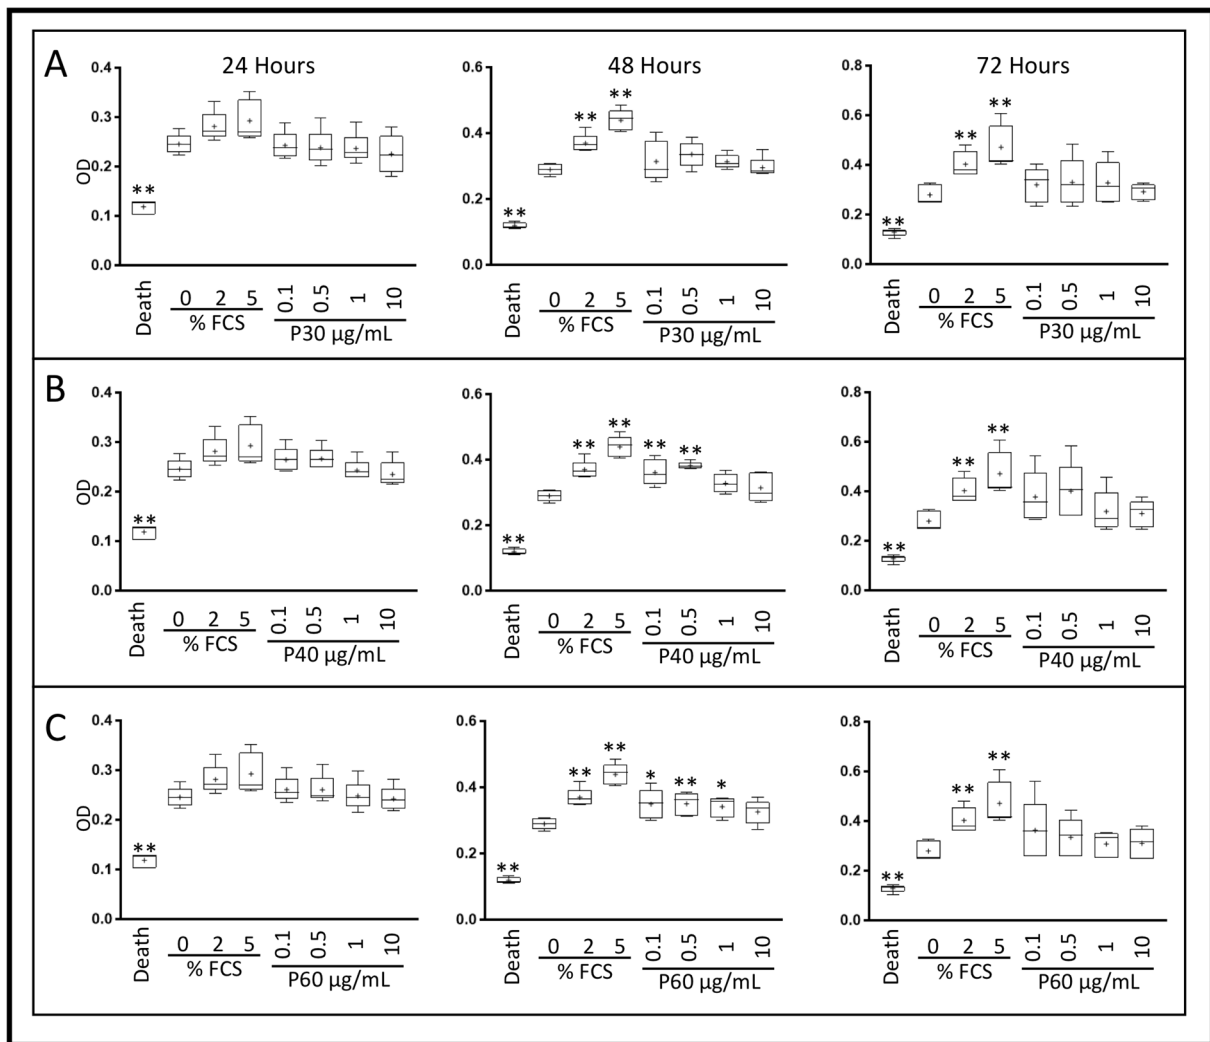 A
24 Hours
48 Hours
72 Hours
OD
0.4
0.3
0.2
0.1
0.0
**
Death
0 2 5
% FCS
0.1 0.5 1 10
P30 µg/mL
0.6
0.4
0.2
0.0
** ** **
Death
0 2 5
% FCS
0.1 0.5 1 10
P30 µg/mL
0.8
0.6
0.4
0.2
0.0
** ** **
Death
0 2 5
% FCS
0.1 0.5 1 10
P30 µg/mL
B
OD
0.4
0.3
0.2
0.1
0.0
**
Death
0 2 5
% FCS
0.1 0.5 1 10
P40 µg/mL
0.6
0.4
0.2
0.0
** ** ** ** **
Death
0 2 5
% FCS
0.1 0.5 1 10
P40 µg/mL
0.8
0.6
0.4
0.2
0.0
** ** **
Death
0 2 5
% FCS
0.1 0.5 1 10
P40 µg/mL
C
OD
0.4
0.3
0.2
0.1
0.0
**
Death
0 2 5
% FCS
0.1 0.5 1 10
P60 µg/mL
0.6
0.4
0.2
0.0
** ** ** * ** *
Death
0 2 5
% FCS
0.1 0.5 1 10
P60 µg/mL
0.8
0.6
0.4
0.2
0.0
** ** **
Death
0 2 5
% FCS
0.1 0.5 1 10
P60 µg/mL